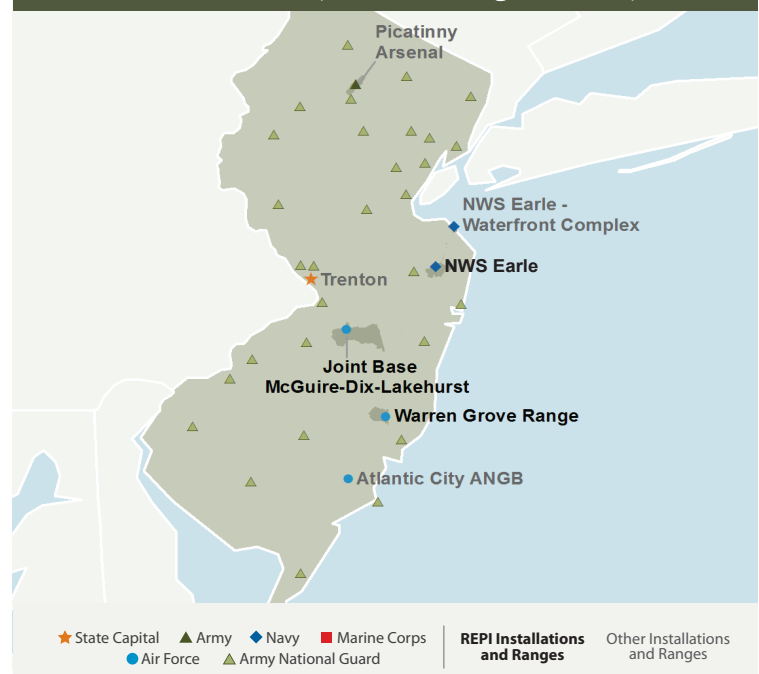 Picatinny
Arsenal
NWS Earle -
Waterfront Complex
NWS Earle
Trenton
Joint Base
McGuire-Dix-Lakehurst
Warren Grove Range
Atlantic City ANGB
State Capital
Army
Navy
Marine Corps
Air Force
Army National Guard
REPI Installations
and Ranges
Other Installations
and Ranges